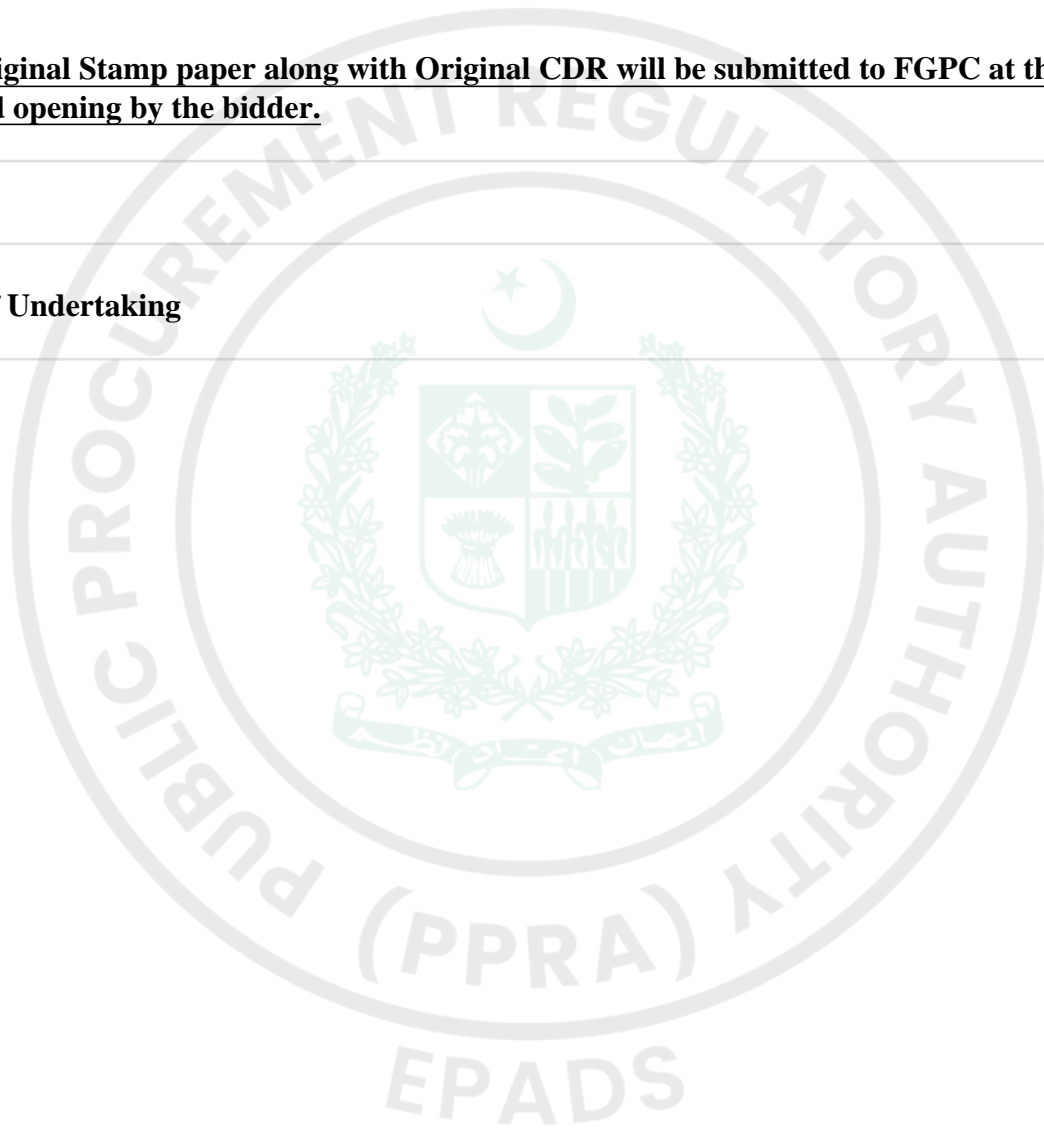 iginal Stamp paper along with Original CDR will be submitted to FGPC at th
d opening by the bidder.
Undertaking
PUBLIC PROCUREMENT REGULATORY AUTHORITY
(PPRA)
EPADS